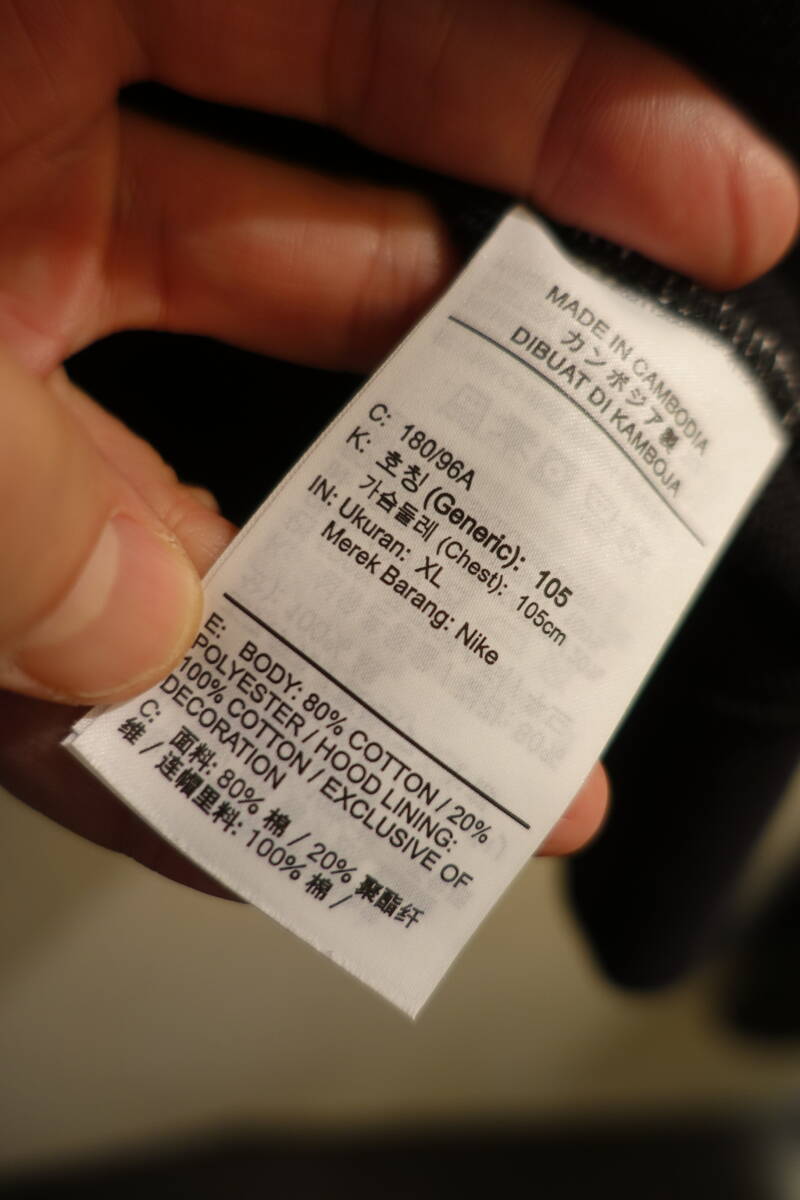 MADE IN CAMBODIA
カンボジア製
DIBUAT DI KAMBOJA
C: 180/96A
K: 호칭 (Generic): 105
가슴둘레 (Chest): 105cm
IN: Ukuran: XL
Merek Barang: Nike
E: BODY: 80% COTTON / 20%
POLYESTER / HOOD LINING:
100% COTTON / EXCLUSIVE OF
DECORATION
C: 面料: 80% 棉 / 20% 聚酯纤
维 / 连帽里料: 100% 棉 /